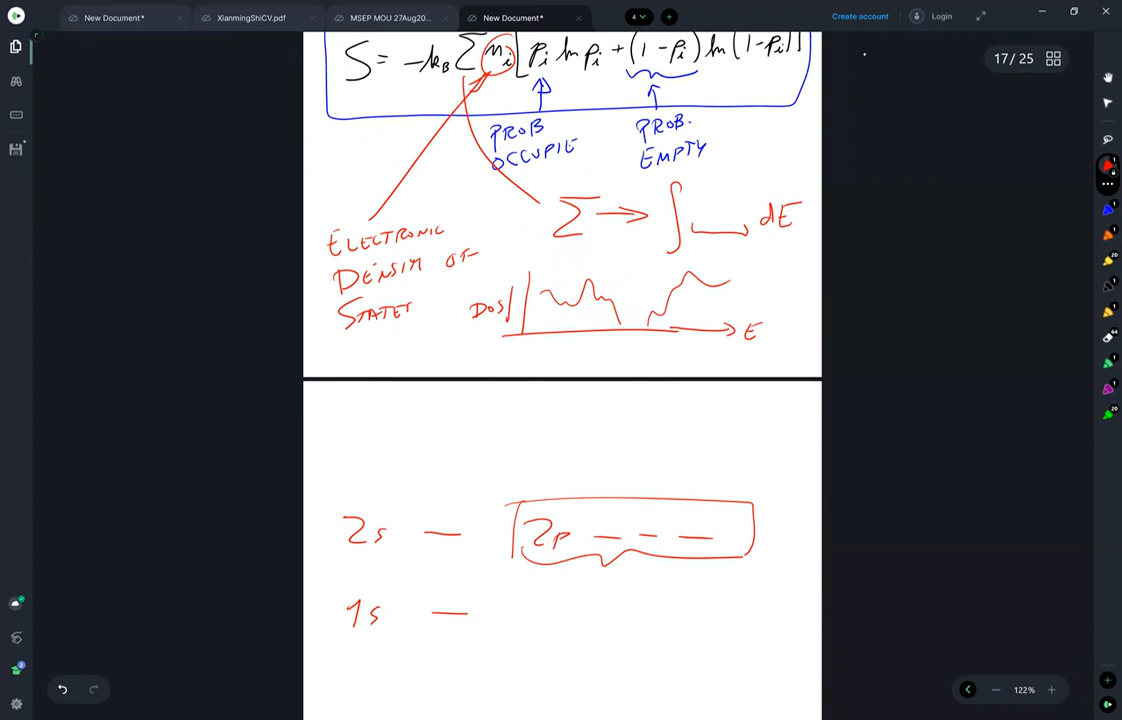 New Document*
XianmingShiCV.pdf
MSEP MOU 27Aug20...
New Document*
4
Create account
Login
17/25
S = -k_B Σ n_i [p_i ln p_i + (1 - p_i) ln (1 - p_i)]
PROB
OCCUPIE
PROB.
EMPTY
ELECTRONIC
DENSITY OF
STATES
Σ → ∫ dE
DOS
E
2s — 2p — — —
1s —
122%